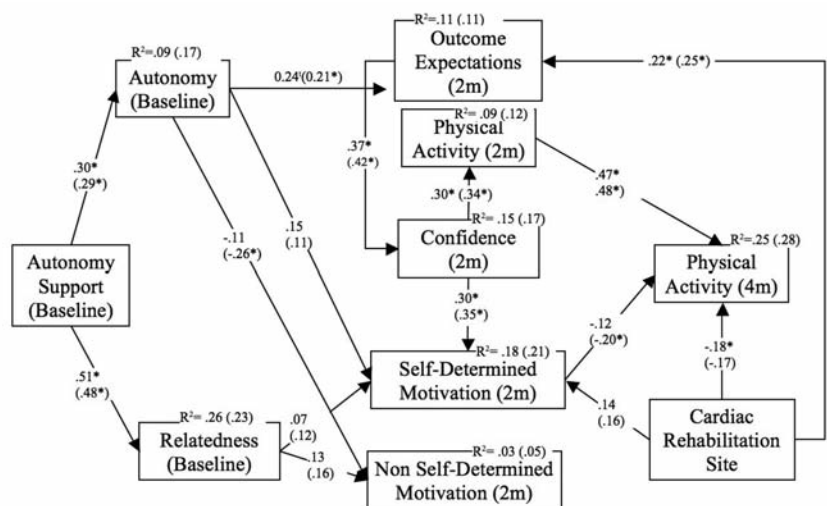 R²=.11 (.11)
Outcome
Expectations
(2m)
R²=.09 (.17)
Autonomy
(Baseline)
0.24ᵗ(0.21*)
.22* (.25*)
R²= .09 (.12)
Physical
Activity (2m)
.37*
(.42*)
.47*
.48*)
.30*
(.29*)
.30* (.34*)
R²= .15 (.17)
Confidence
(2m)
-.11
(-.26*)
.15
(.11)
R²=.25 (.28)
Physical
Activity (4m)
Autonomy
Support
(Baseline)
.30*
(.35*)
-.12
(-.20*)
-.18*
(-.17)
R²= .18 (.21)
Self-Determined
Motivation (2m)
.51*
(.48*)
.14
(.16)
Cardiac
Rehabilitation
Site
R²= .26 (.23)
Relatedness
(Baseline)
.07
(.12)
.13
(.16)
R²= .03 (.05)
Non Self-Determined
Motivation (2m)